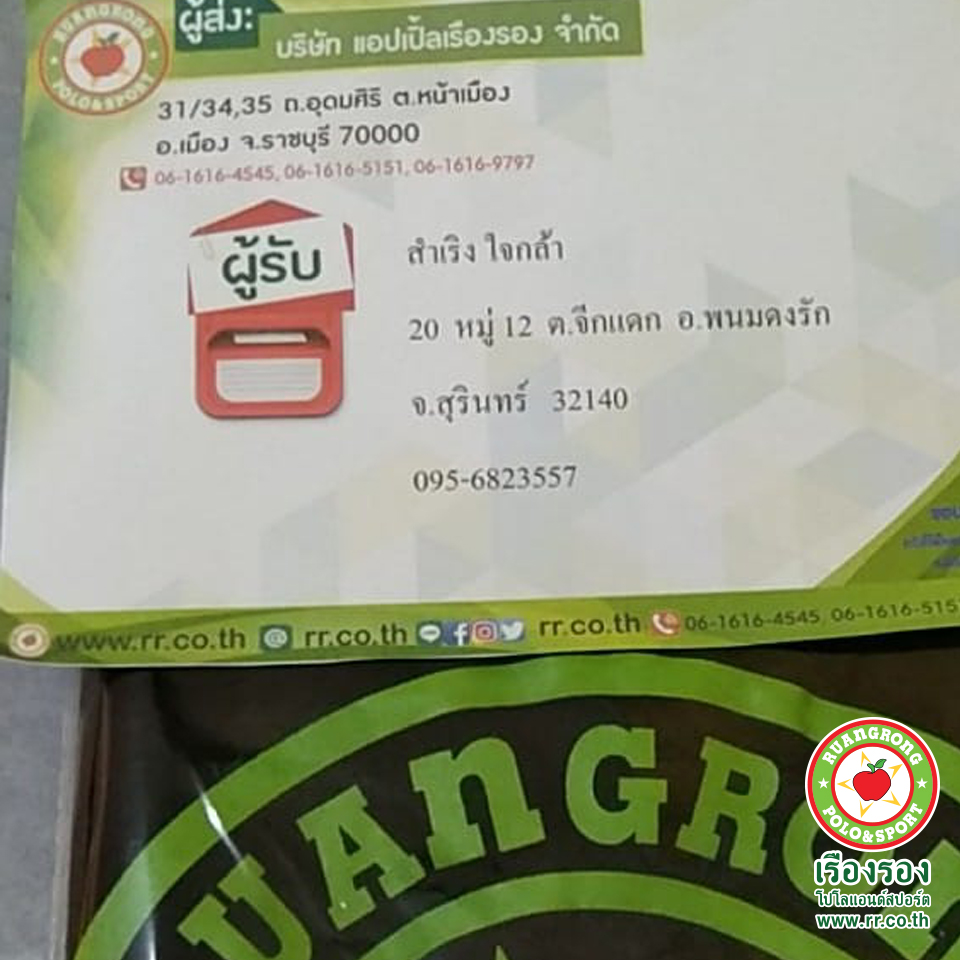 RUANGRONG
POLO&SPORT
ผู้ส่ง:
บริษัท แอปเปิ้ลเรืองรอง จำกัด
31/34,35 ถ.อุดมศิริ ต.หน้าเมือง
อ.เมือง จ.ราชบุรี 70000
06-1616-4545, 06-1616-5151, 06-1616-9797
ผู้รับ
สำเริง ใจกล้า
20 หมู่ 12 ต.จีกแดก อ.พนมดงรัก
จ.สุรินทร์ 32140
095-6823557
www.rr.co.th @ rr.co.th rr.co.th 06-1616-4545, 06-1616-515
UANGRON
RUANGRONG
POLO&SPORT
เรืองรอง
โปโลแอนด์สปอร์ต
www.rr.co.th